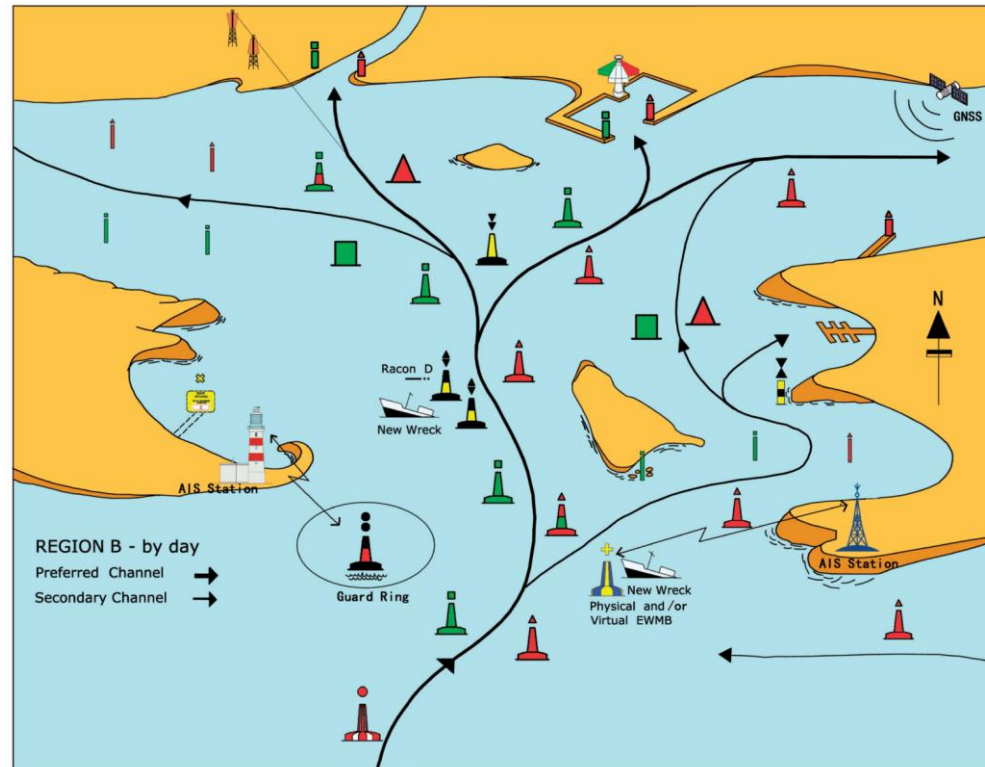 GNSS
N
Racon D
New Wreck
AIS Station
REGION B - by day
Preferred Channel
Secondary Channel
Guard Ring
New Wreck
Physical and/or
Virtual EWMB
AIS Station